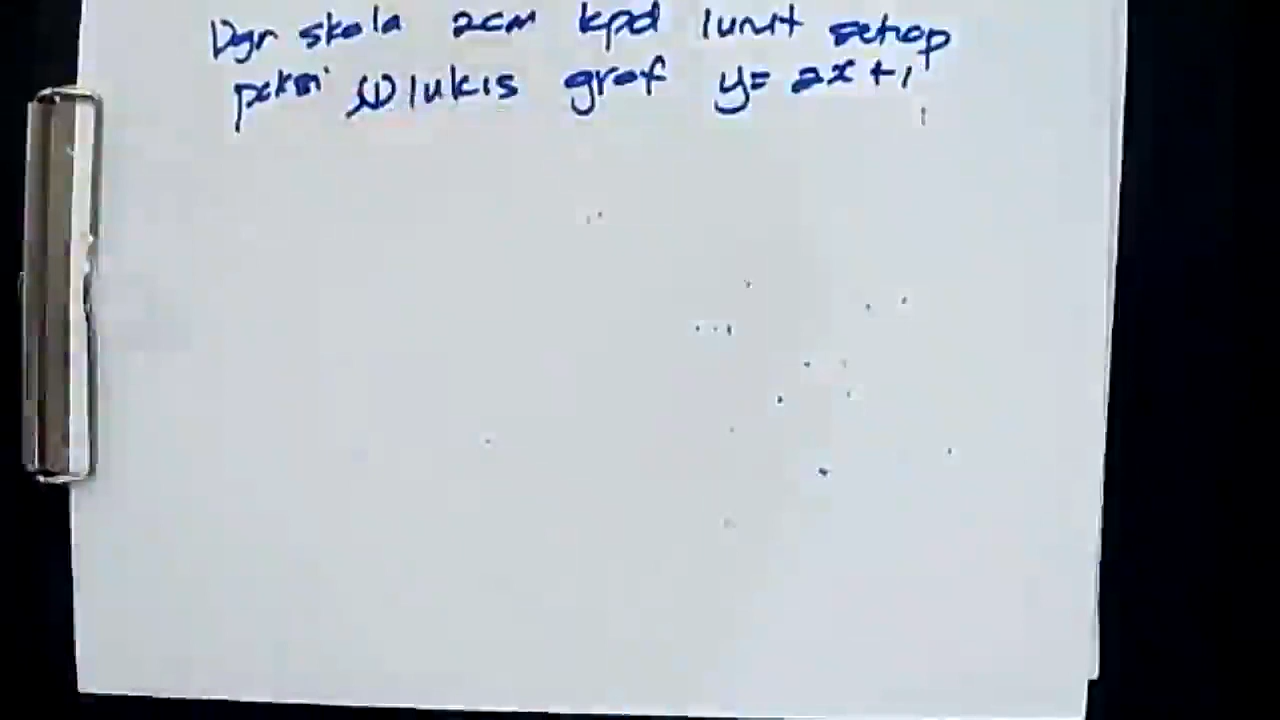 Dgn skala 2cm kpd 1unit setiap
paksi lukis graf y= 2x+1